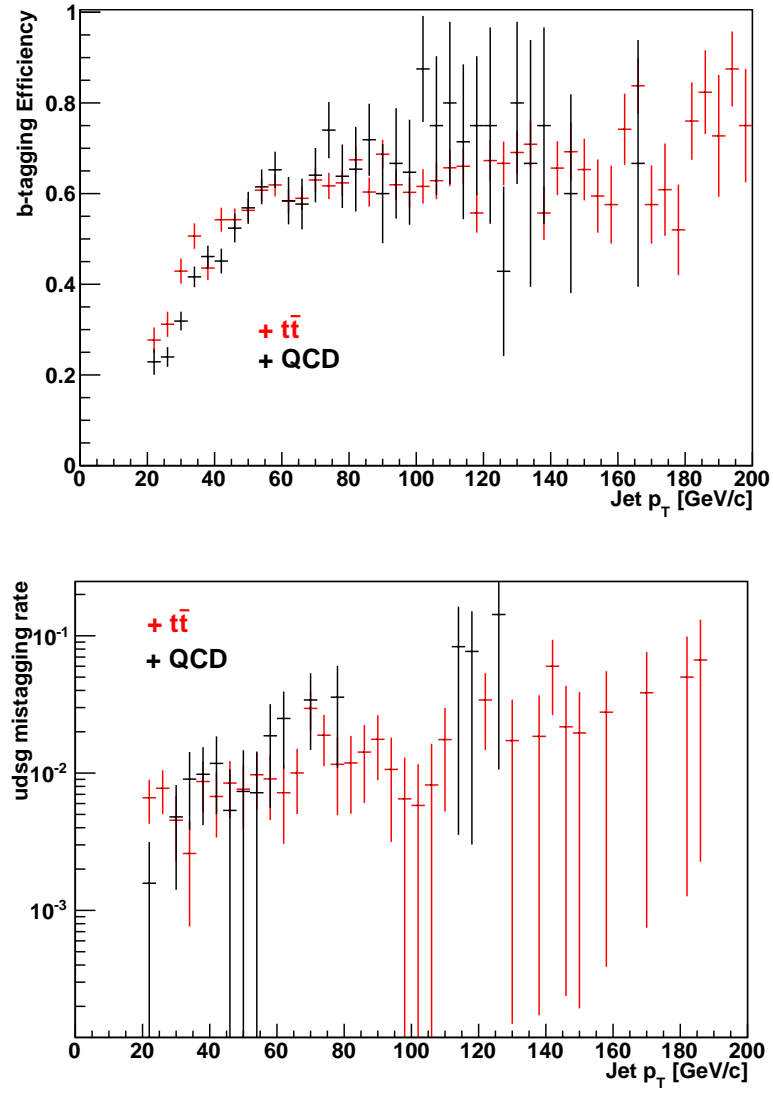 b-tagging Efficiency
1
0.8
0.6
0.4
0.2
0
+ tt̄
+ QCD
0 20 40 60 80 100 120 140 160 180 200
Jet p_T [GeV/c]
udsg mistagging rate
+ tt̄
+ QCD
10^-1
10^-2
10^-3
0 20 40 60 80 100 120 140 160 180 200
Jet p_T [GeV/c]